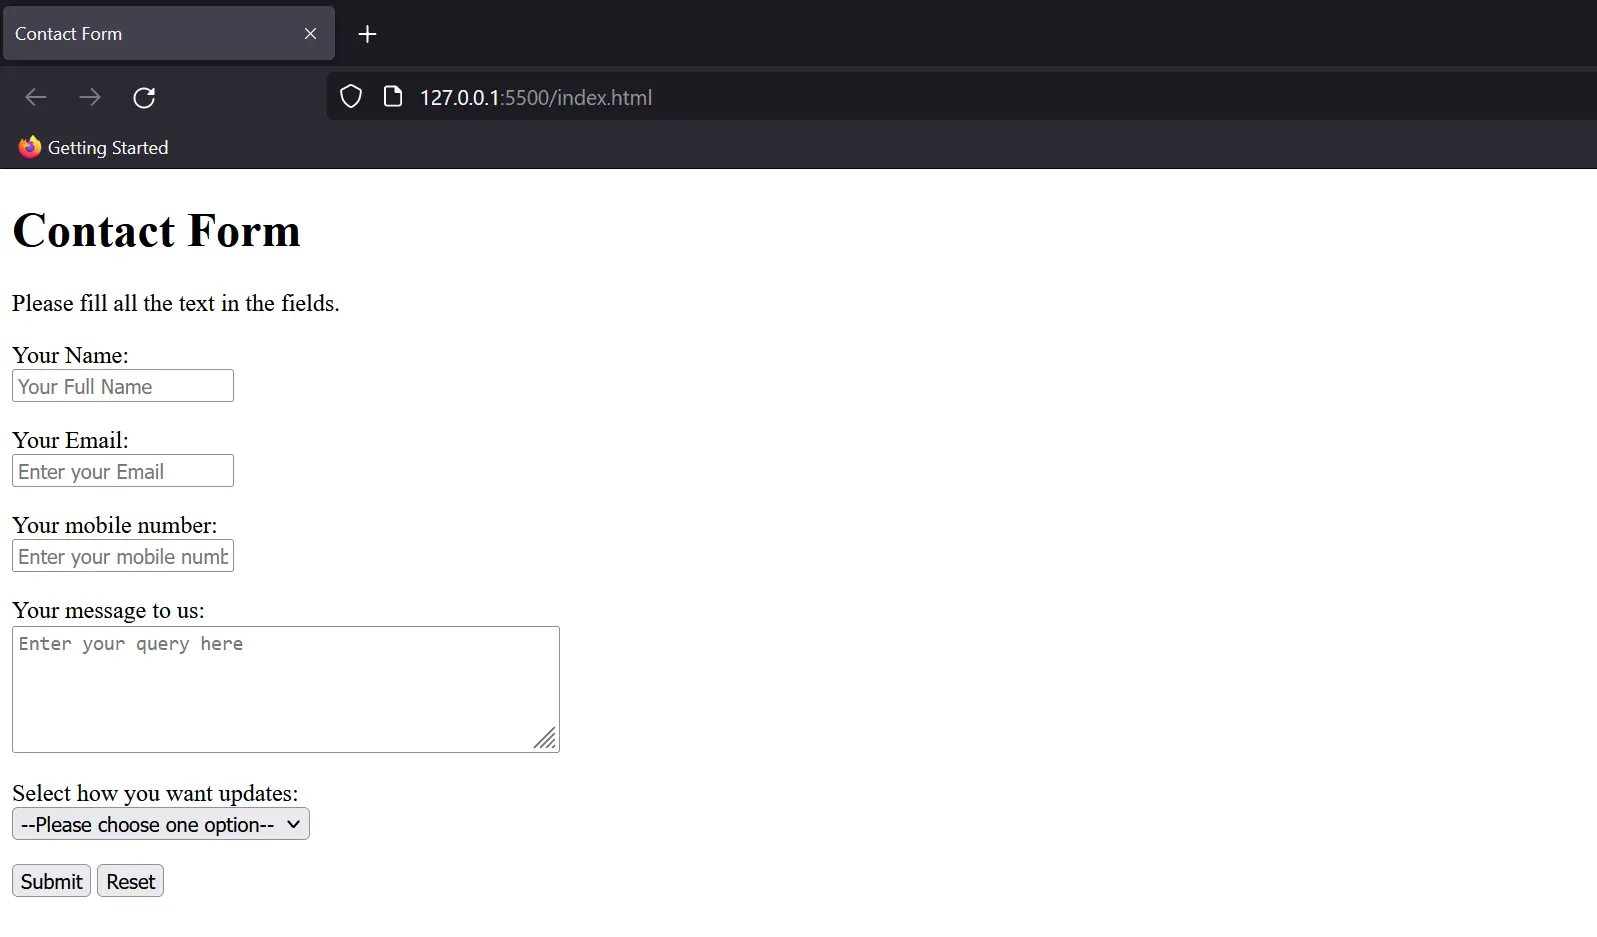 Contact Form
127.0.0.1:5500/index.html
Getting Started
Contact Form
Please fill all the text in the fields.
Your Name:
Your Full Name
Your Email:
Enter your Email
Your mobile number:
Enter your mobile numb
Your message to us:
Enter your query here
Select how you want updates:
--Please choose one option--
Submit Reset